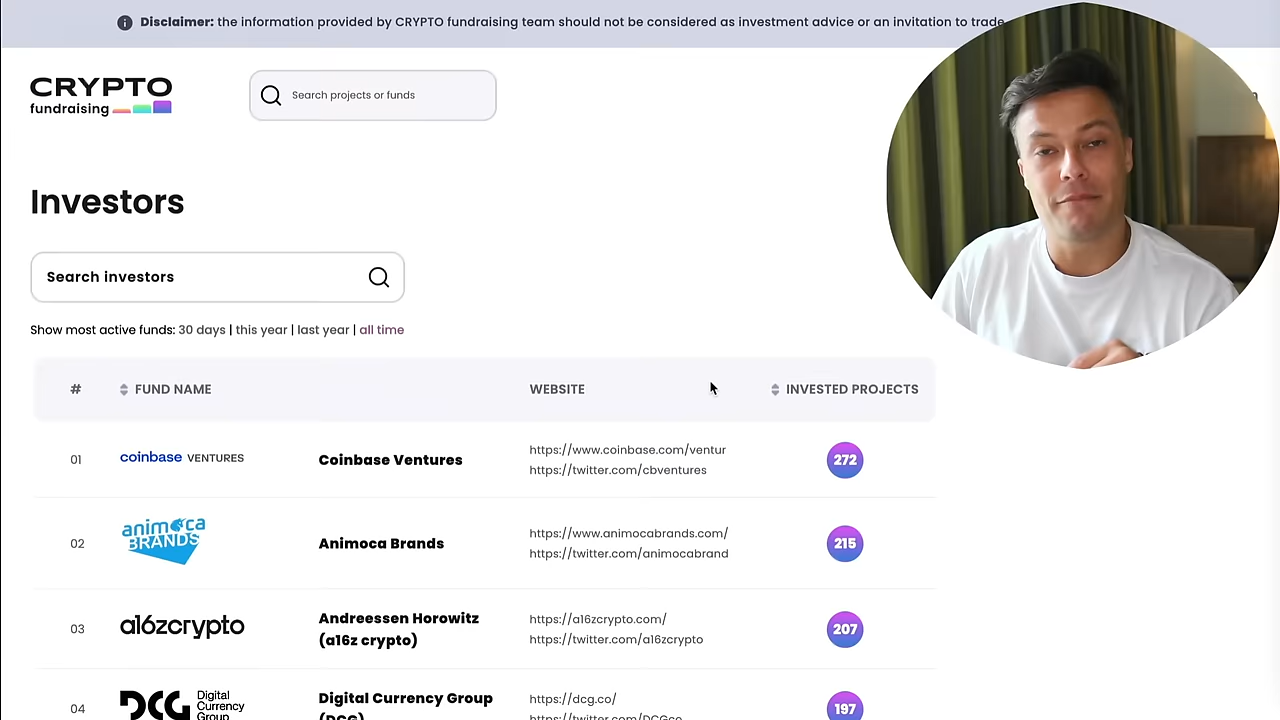 Disclaimer: the information provided by CRYPTO fundraising team should not be considered as investment advice or an invitation to trade
CRYPTO
fundraising
Search projects or funds
Investors
Search investors
Show most active funds: 30 days | this year | last year | all time
# FUND NAME WEBSITE INVESTED PROJECTS
01 coinbase VENTURES Coinbase Ventures https://www.coinbase.com/ventur 272
https://twitter.com/cbventures
02 animoca BRANDS Animoca Brands https://www.animocabrands.com/ 215
https://twitter.com/animocabrand
03 a16zcrypto Andreessen Horowitz https://a16zcrypto.com/ 207
(a16z crypto) https://twitter.com/a16zcrypto
04 DCG Digital Currency Group Digital Currency Group https://dcg.co/ 197
(DCG) https://twitter.com/DCGco